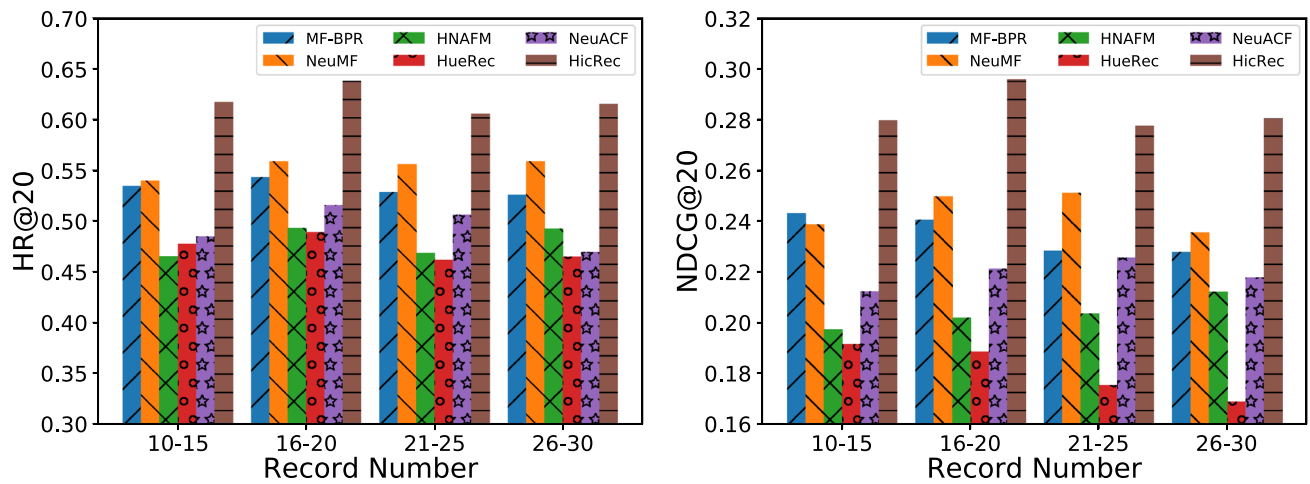 0.70
0.65
0.60
0.55
0.50
0.45
0.40
0.35
0.30
HR@20
MF-BPR HNAFM NeuACF
NeuMF HueRec HicRec
10-15 16-20 21-25 26-30
Record Number
0.32
0.30
0.28
0.26
0.24
0.22
0.20
0.18
0.16
NDCG@20
MF-BPR HNAFM NeuACF
NeuMF HueRec HicRec
10-15 16-20 21-25 26-30
Record Number